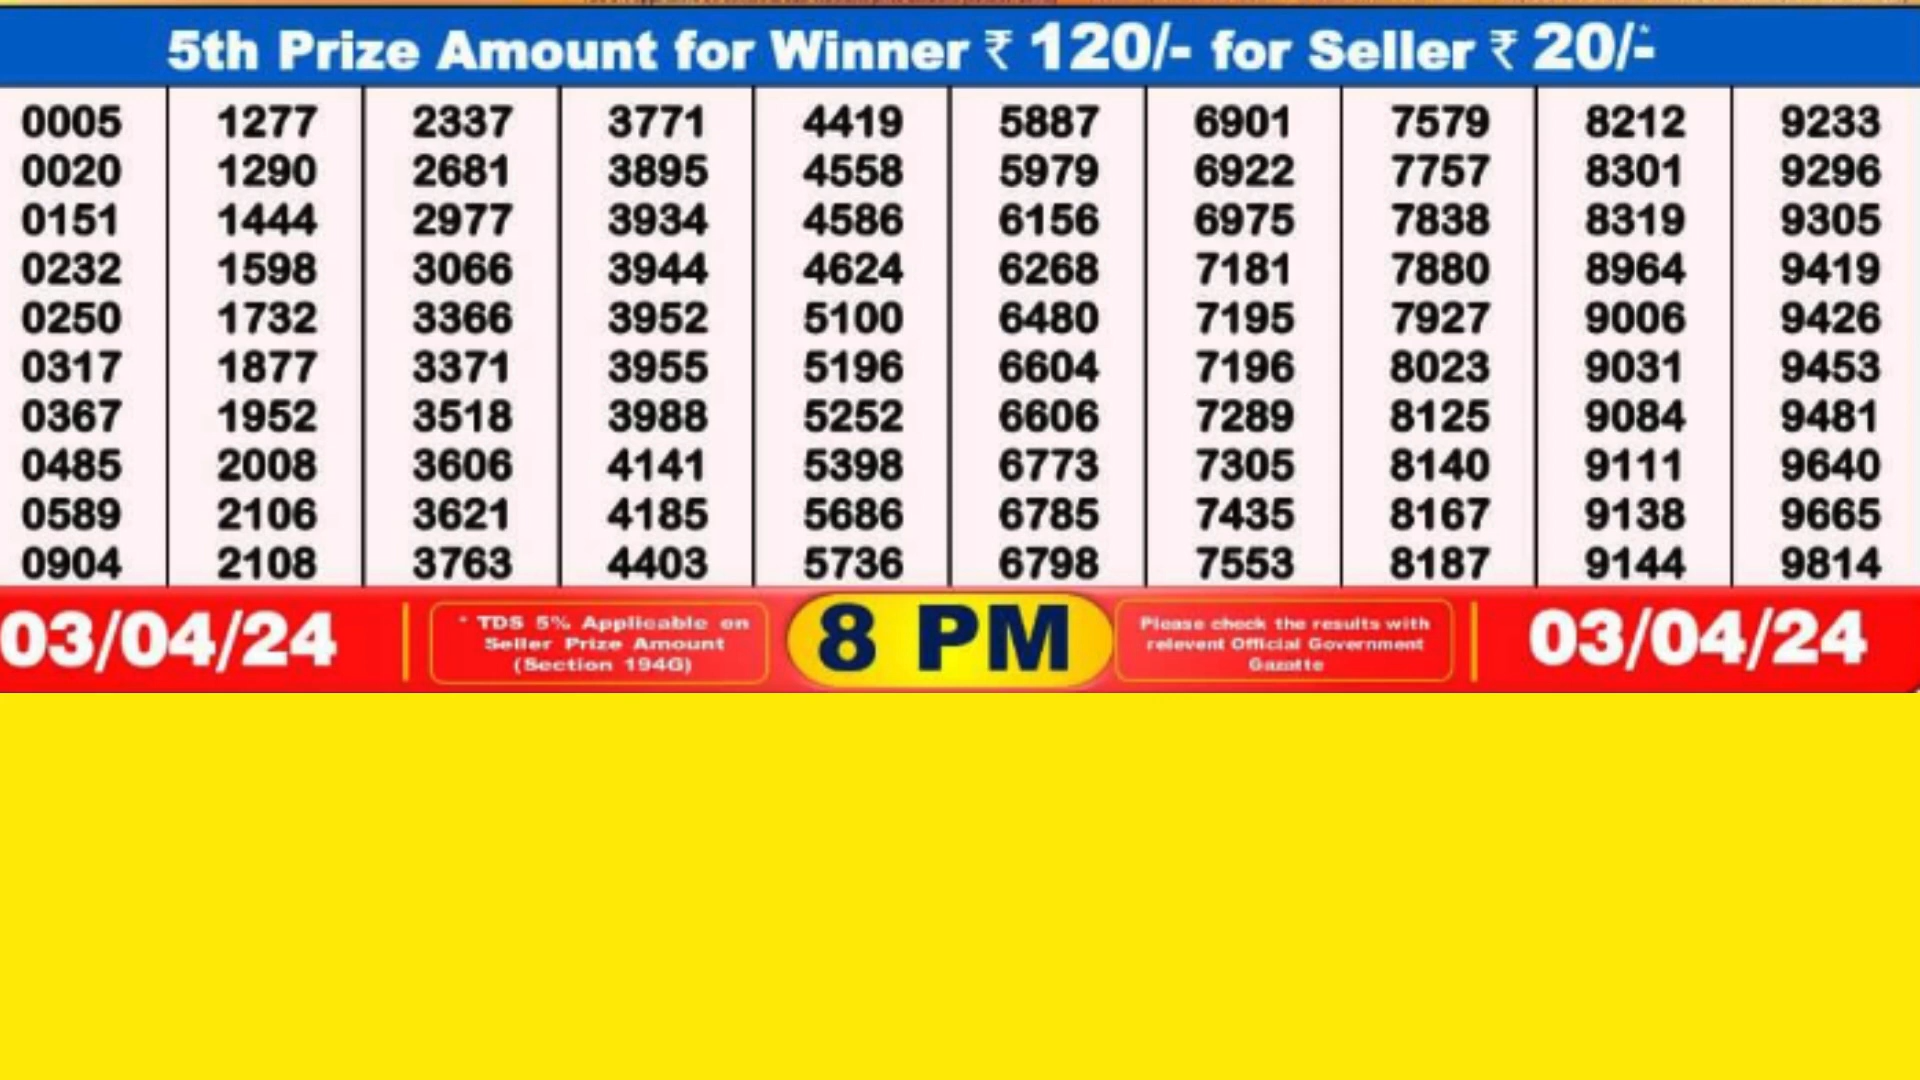 5th Prize Amount for Winner ₹ 120/- for Seller ₹ 20/-*
0005 1277 2337 3771 4419 5887 6901 7579 8212 9233
0020 1290 2681 3895 4558 5979 6922 7757 8301 9296
0151 1444 2977 3934 4586 6156 6975 7838 8319 9305
0232 1598 3066 3944 4624 6268 7181 7880 8964 9419
0250 1732 3366 3952 5100 6480 7195 7927 9006 9426
0317 1877 3371 3955 5196 6604 7196 8023 9031 9453
0367 1952 3518 3988 5252 6606 7289 8125 9084 9481
0485 2008 3606 4141 5398 6773 7305 8140 9111 9640
0589 2106 3621 4185 5686 6785 7435 8167 9138 9665
0904 2108 3763 4403 5736 6798 7553 8187 9144 9814
03/04/24
* TDS 5% Applicable on
Seller Prize Amount
(Section 194G)
8 PM
Please check the results with
relevent Official Government
Gazatte
03/04/24